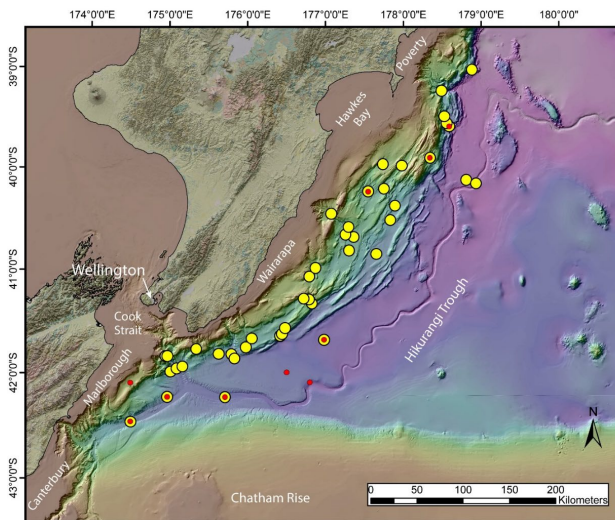 174°0'0"E 175°0'0"E 176°0'0"E 177°0'0"E 178°0'0"E 179°0'0"E 180°0'0"
39°0'0"S
Poverty
Hawkes
Bay
40°0'0"S
41°0'0"S
Wairarapa
Wellington
Cook
Strait
Hikurangi Trough
42°0'0"S
Marlborough
N
43°0'0"S
Canterbury
Chatham Rise
0 50 100 200
Kilometers